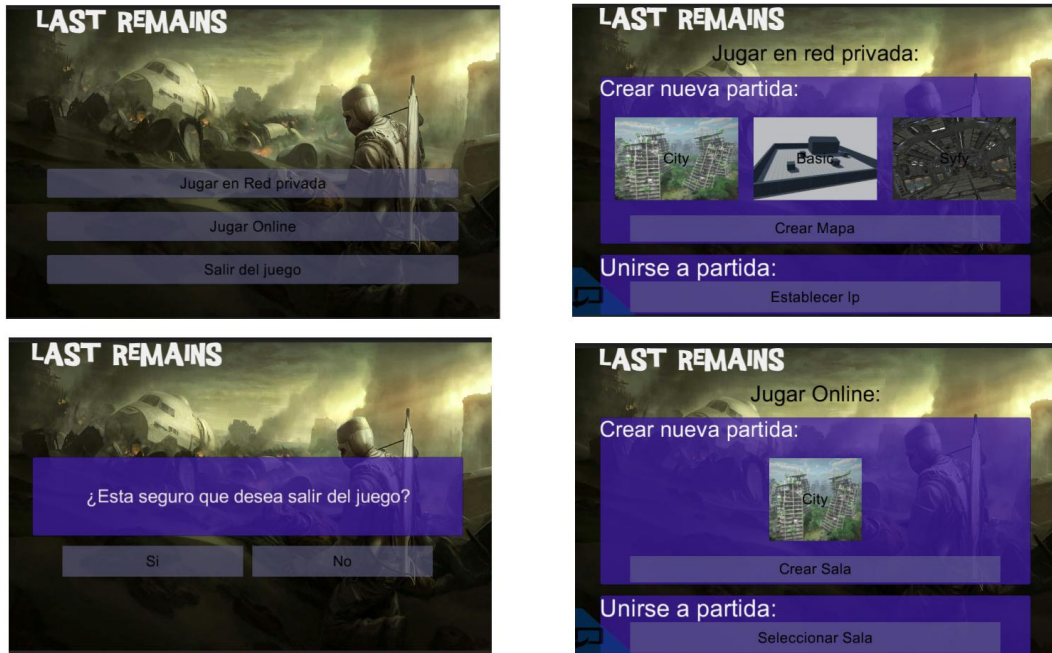 LAST REMAINS
Jugar en Red privada
Jugar Online
Salir del juego
LAST REMAINS
Jugar en red privada:
Crear nueva partida:
City
Basic
Syfy
Crear Mapa
Unirse a partida:
Establecer Ip
LAST REMAINS
¿Esta seguro que desea salir del juego?
Si
No
LAST REMAINS
Jugar Online:
Crear nueva partida:
City
Crear Sala
Unirse a partida:
Seleccionar Sala